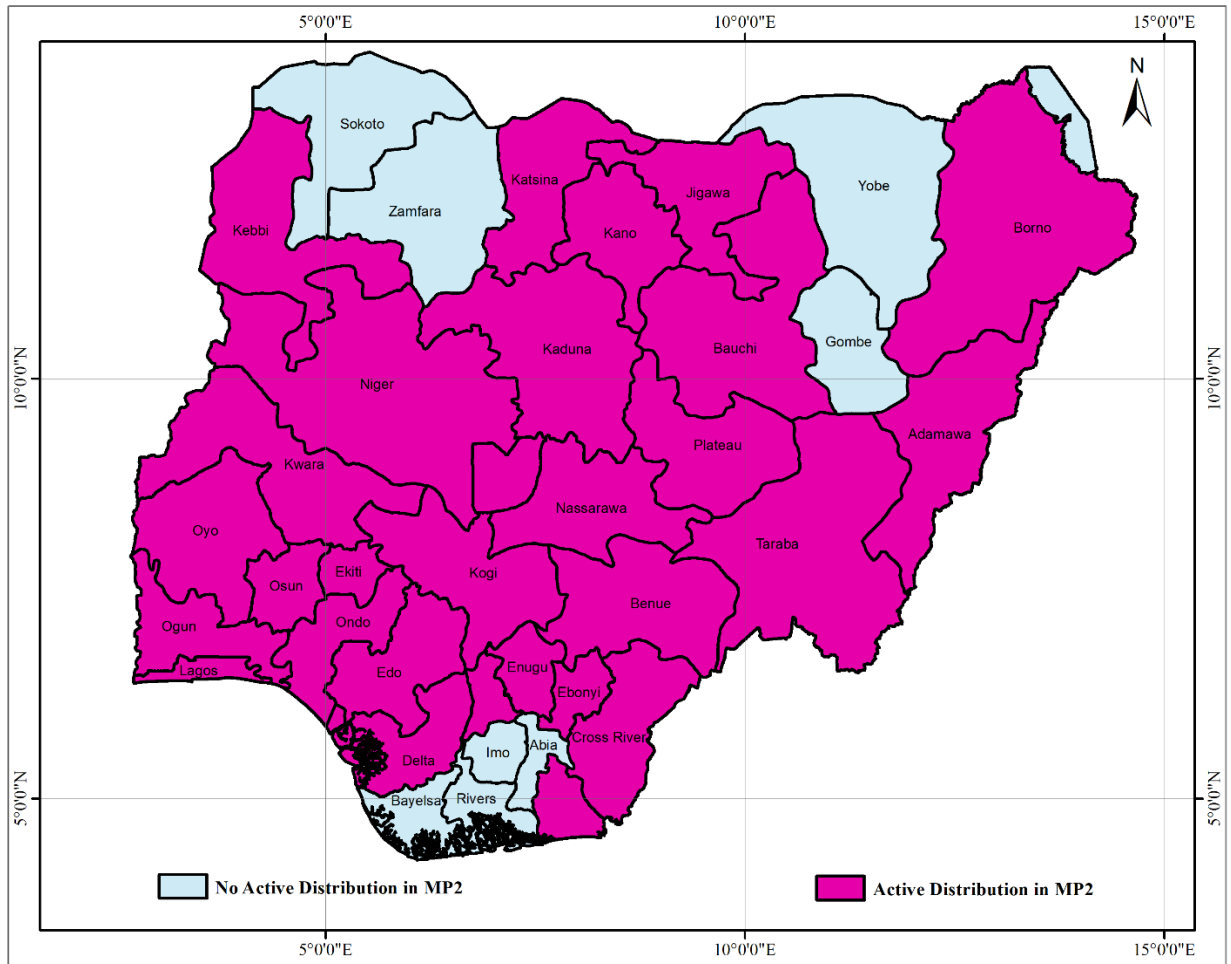 5°0'0"E
10°0'0"E
15°0'0"E
N
Sokoto
Zamfara
Katsina
Kebbi
Kano
Jigawa
Yobe
Borno
Kaduna
Bauchi
Gombe
Niger
10°0'0"N
10°0'0"N
Adamawa
Plateau
Kwara
Nassarawa
Oyo
Taraba
Kogi
Ekiti
Osun
Benue
Ogun
Ondo
Lagos
Edo
Enugu
Ebonyi
Cross River
Abia
Imo
Delta
Bayelsa
Rivers
5°0'0"N
5°0'0"N
No Active Distribution in MP2
Active Distribution in MP2
5°0'0"E
10°0'0"E
15°0'0"E